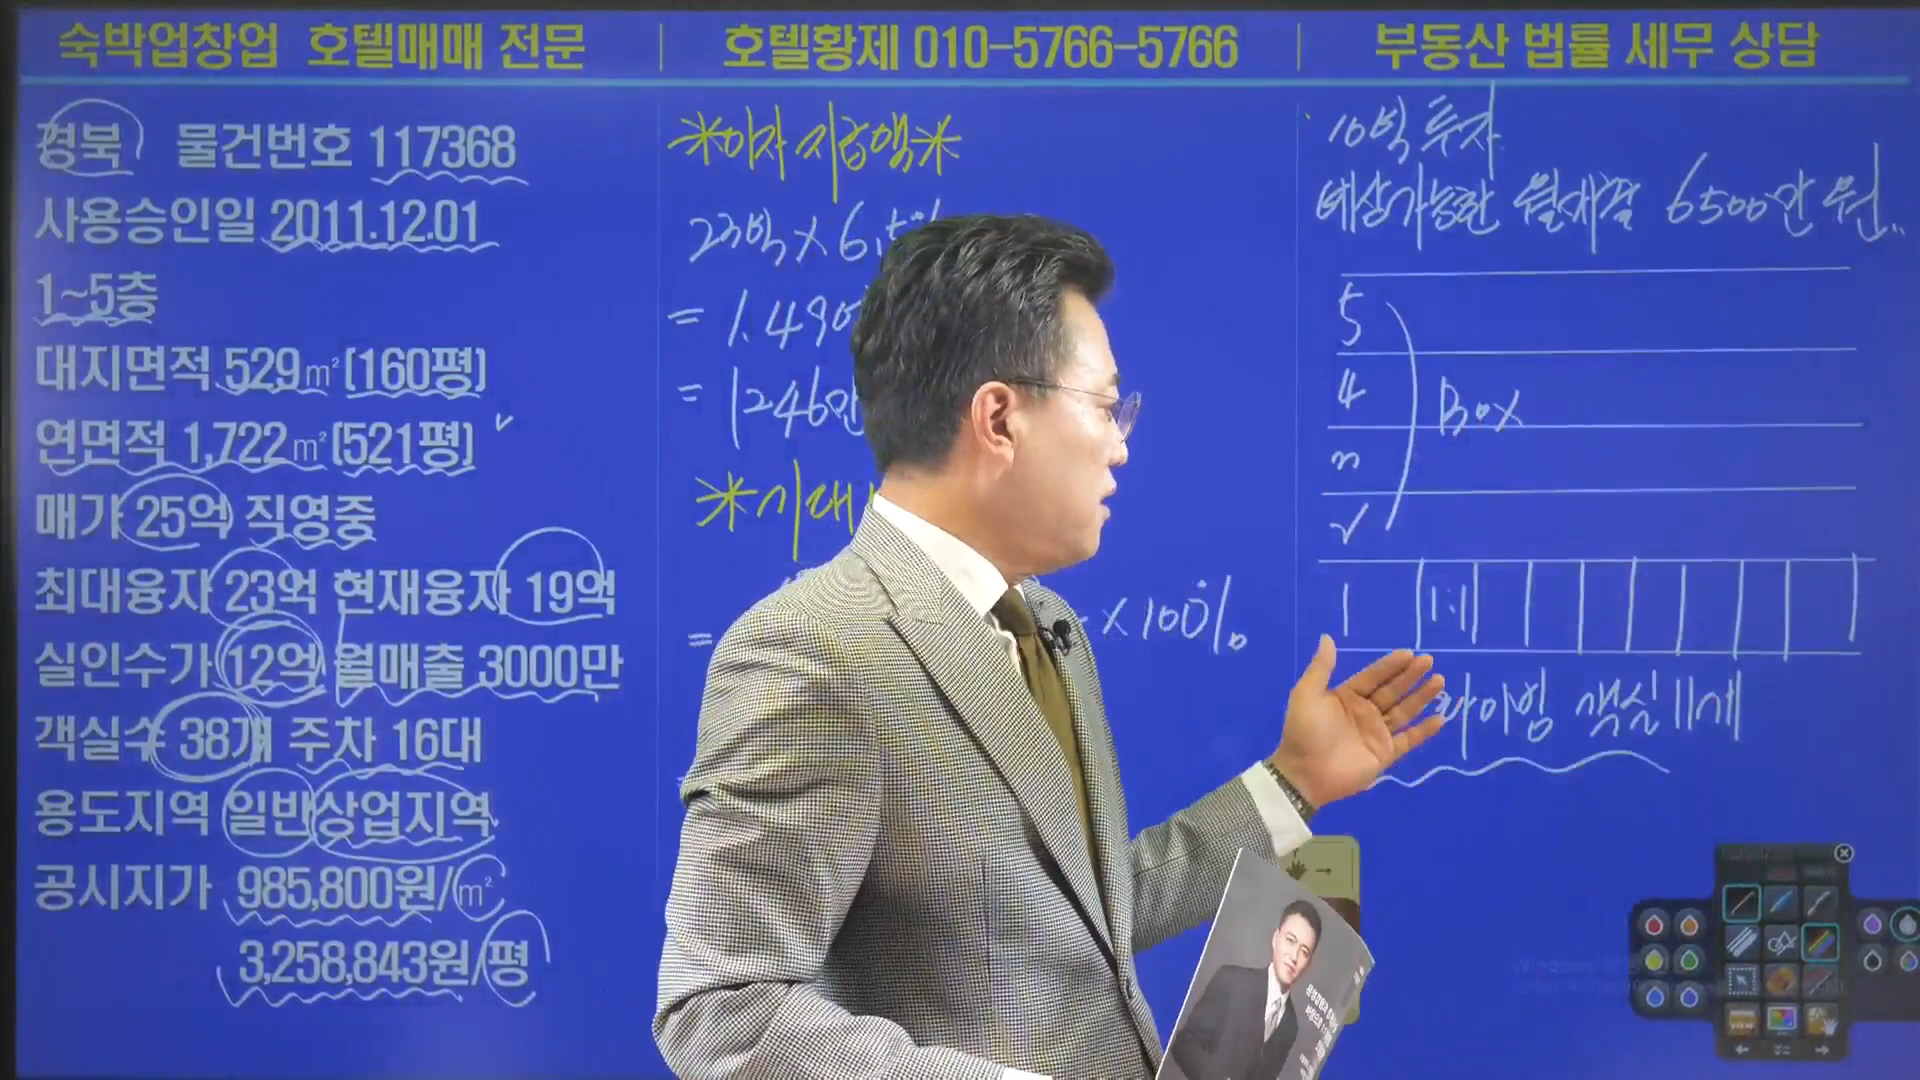 숙박업창업 호텔매매 전문
호텔황제 010-5766-5766
부동산 법률 세무 상담
경북 물건번호 117368
사용승인일 2011.12.01
1~5층
대지면적 529㎡(160평)
연면적 1,722㎡(521평)
매가 25억 직영중
최대융자 23억 현재융자 19억
실인수가 12억 월매출 3000만
객실수 38개 주차 16대
용도지역 일반상업지역
공시지가 985,800원/㎡
3,258,843원/평
*이자 지급액*
23억 × 6.5%
= 1.49억
= 1246만
*기대
=
× 100%
10억 투자
예상가능한 월매출 6500만원..
5
4 Box
3
2
1 1:1
객실 11개